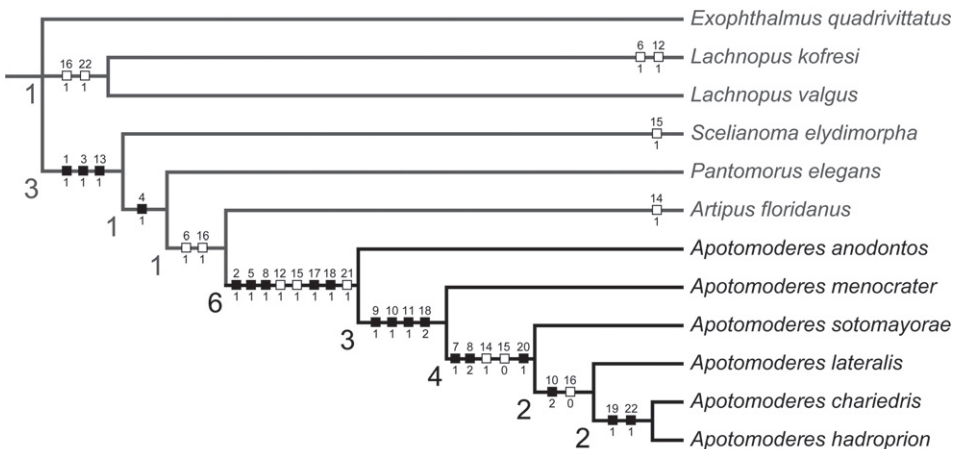 Exophthalmus quadrivittatus
6 12
Lachnopus kofresi
1 1
16 22
1 1
1
Lachnopus valgus
15
Scelianoma elydimorpha
1
1 3 13
1 1 1
3
Pantomorus elegans
4
1
1
14
Artipus floridanus
1
6 16
1 1
1
Apotomoderes anodontos
2 5 8 12 15 17 18 21
1 1 1 1 1 1 1 1
6
Apotomoderes menocrater
9 10 11 18
1 1 1 2
3
Apotomoderes sotomayorae
7 8 14 15 20
1 2 1 0 1
4
Apotomoderes lateralis
10 16
2 0
2
Apotomoderes chariedris
19 22
1 1
2
Apotomoderes hadroprion